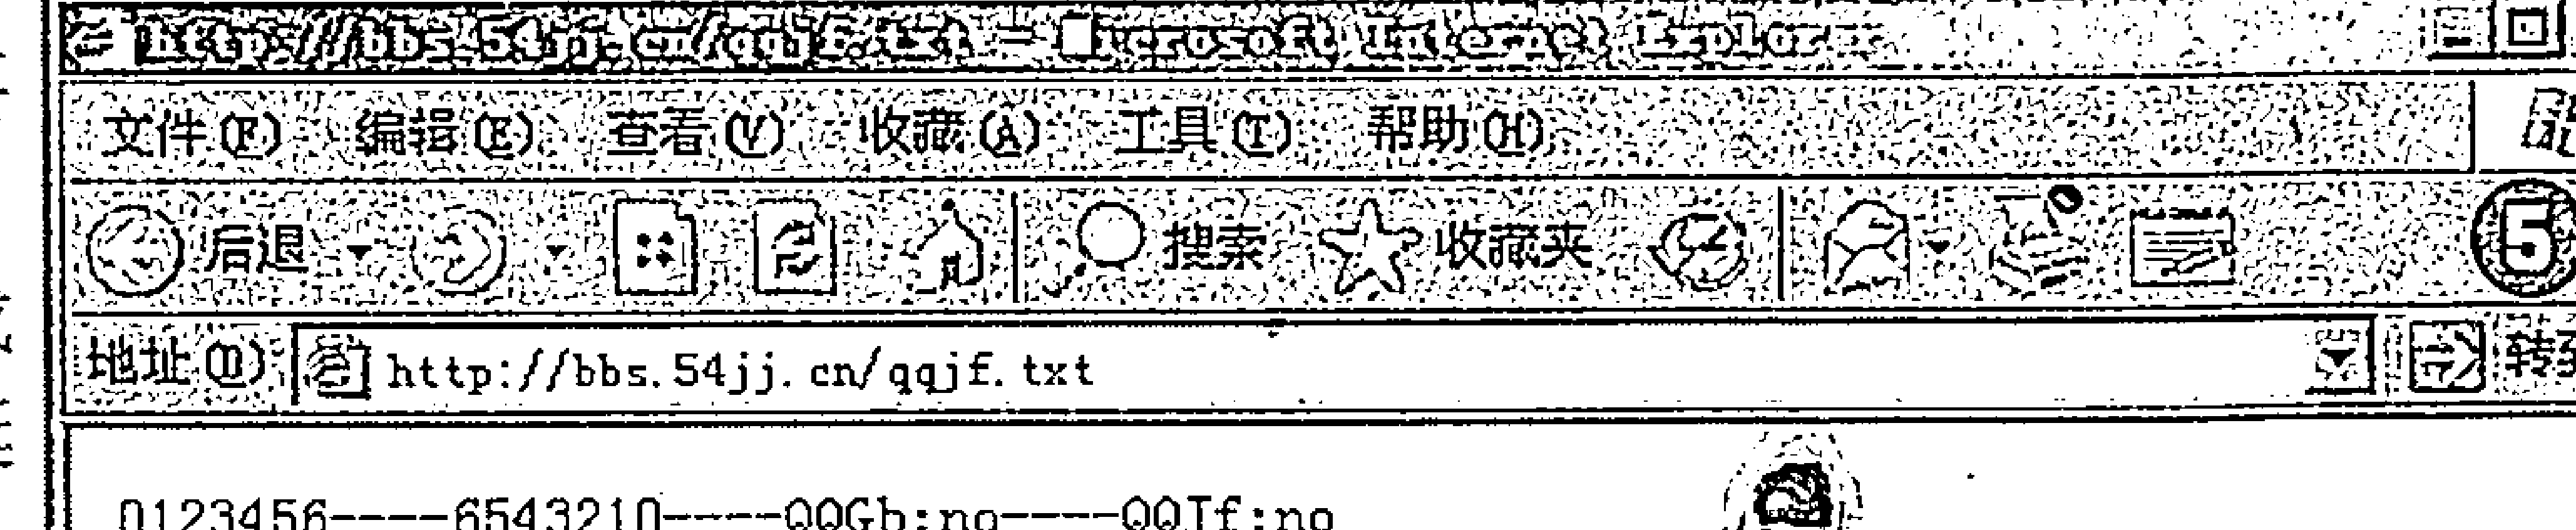 http://bbs.54jj.cn/qqjf.txt - Microsoft Internet Explorer
文件(F) 编辑(E) 查看(V) 收藏(A) 工具(T) 帮助(H)
后退 搜索 收藏夹 5
地址(D) http://bbs.54jj.cn/qqjf.txt 转到
0123456----6543210----QQGb:no----QQJf:no